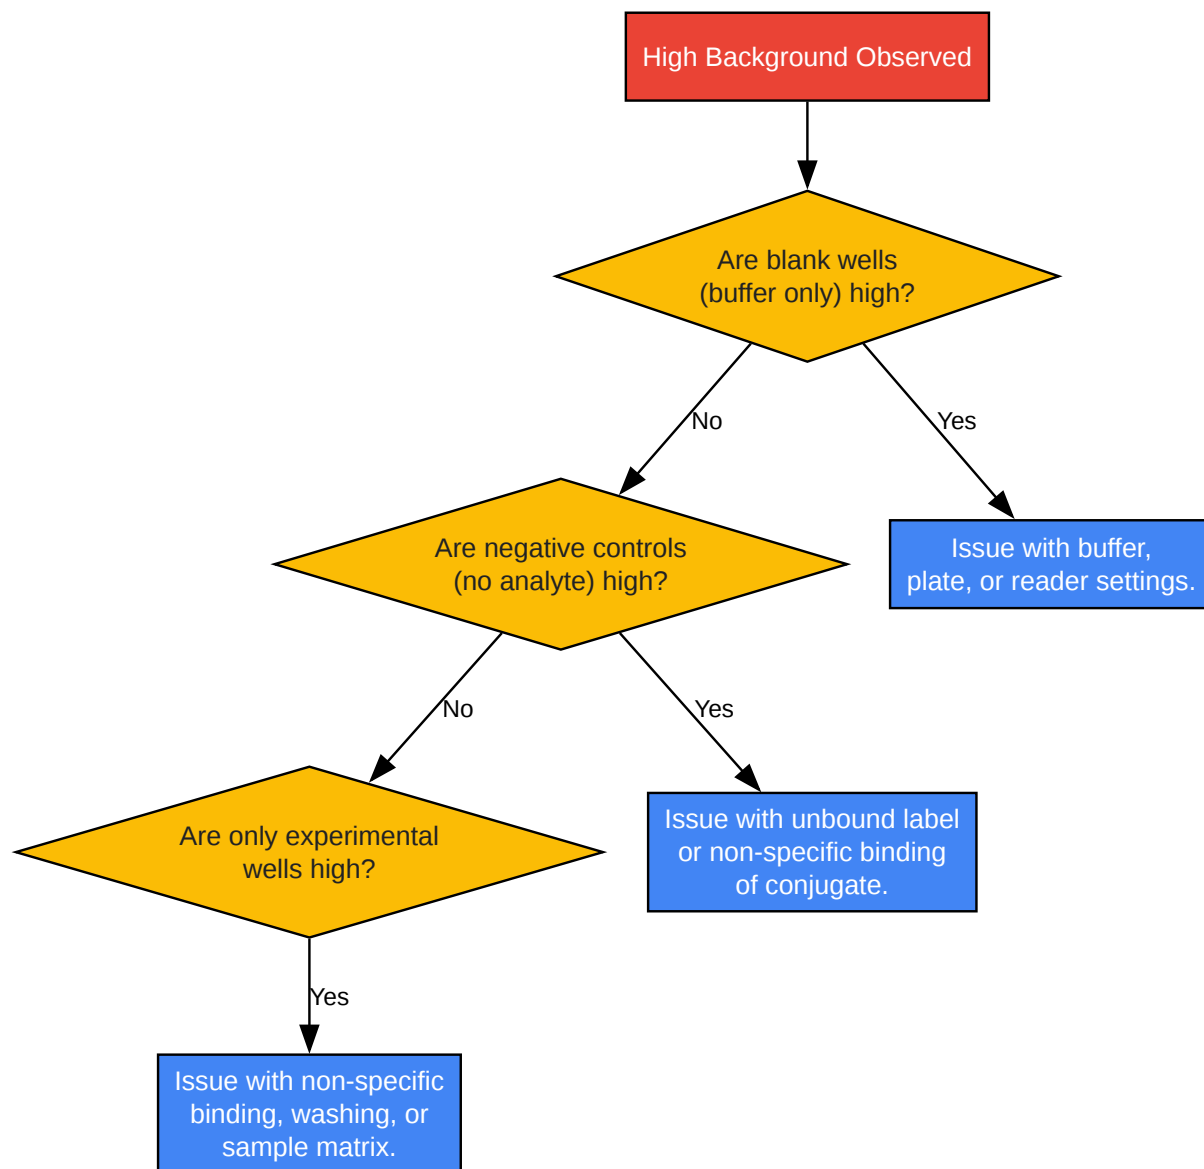 High Background Observed
Are blank wells
(buffer only) high?
No
Yes
Are negative controls
(no analyte) high?
Issue with buffer,
plate, or reader settings.
No
Yes
Are only experimental
wells high?
Issue with unbound label
or non-specific binding
of conjugate.
Yes
Issue with non-specific
binding, washing, or
sample matrix.